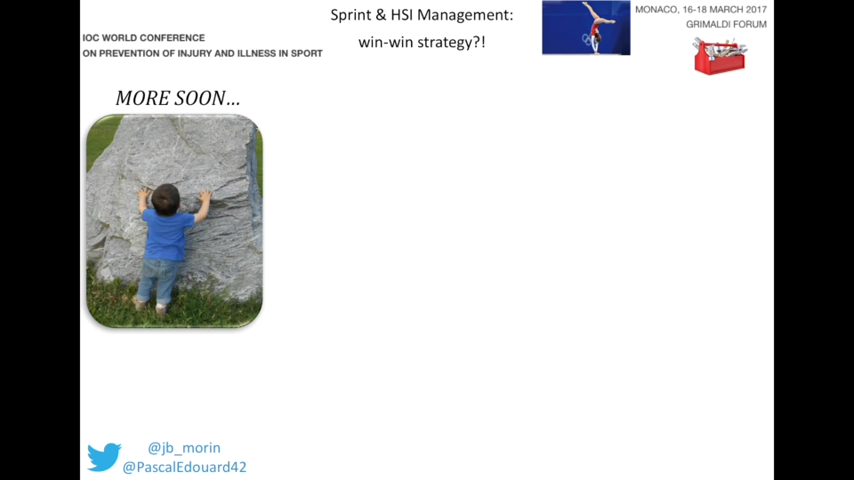 Sprint & HSI Management:
win-win strategy?!
MONACO, 16-18 MARCH 2017
GRIMALDI FORUM
IOC WORLD CONFERENCE
ON PREVENTION OF INJURY AND ILLNESS IN SPORT
MORE SOON...
@jb_morin
@PascalEdouard42